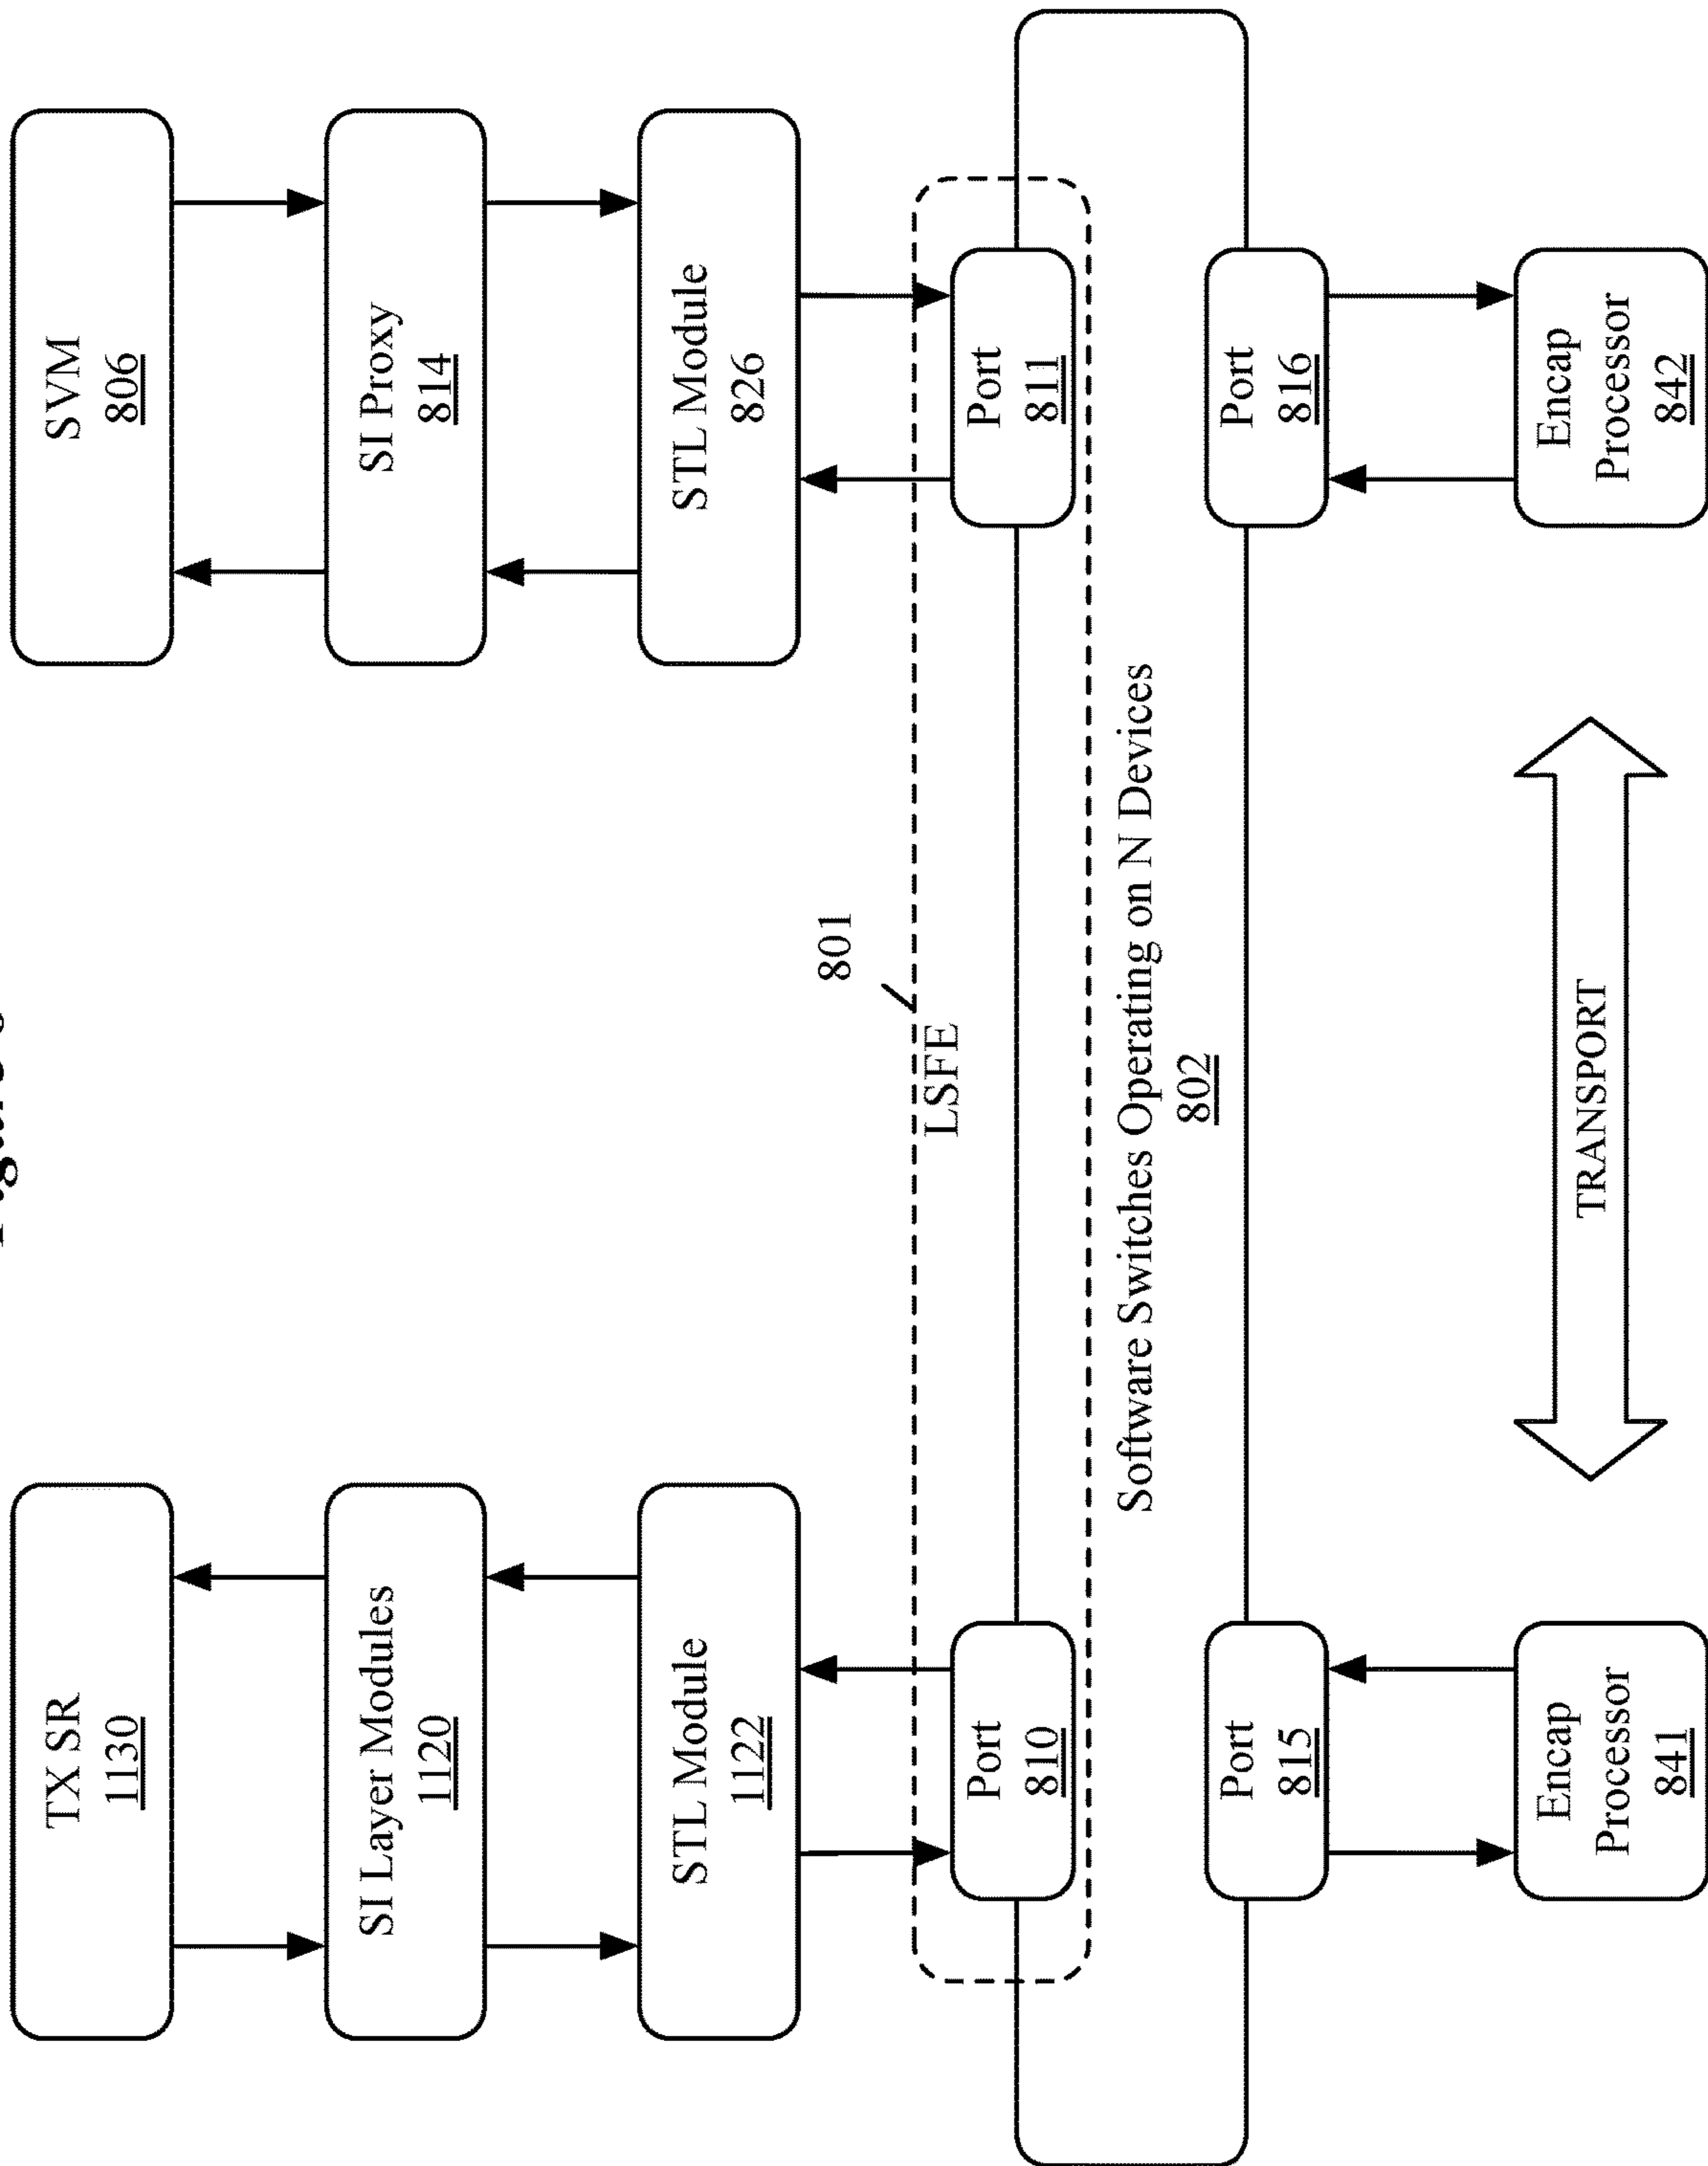 Figure
TX SR
1130
SVM
806
SI Layer Modules
1120
SI Proxy
814
STL Module
1122
STL Module
826
801
LSFE
Port
810
Port
811
Software Switches Operating on N Devices
802
Port
815
Port
816
Encap
Processor
841
TRANSPORT
Encap
Processor
842